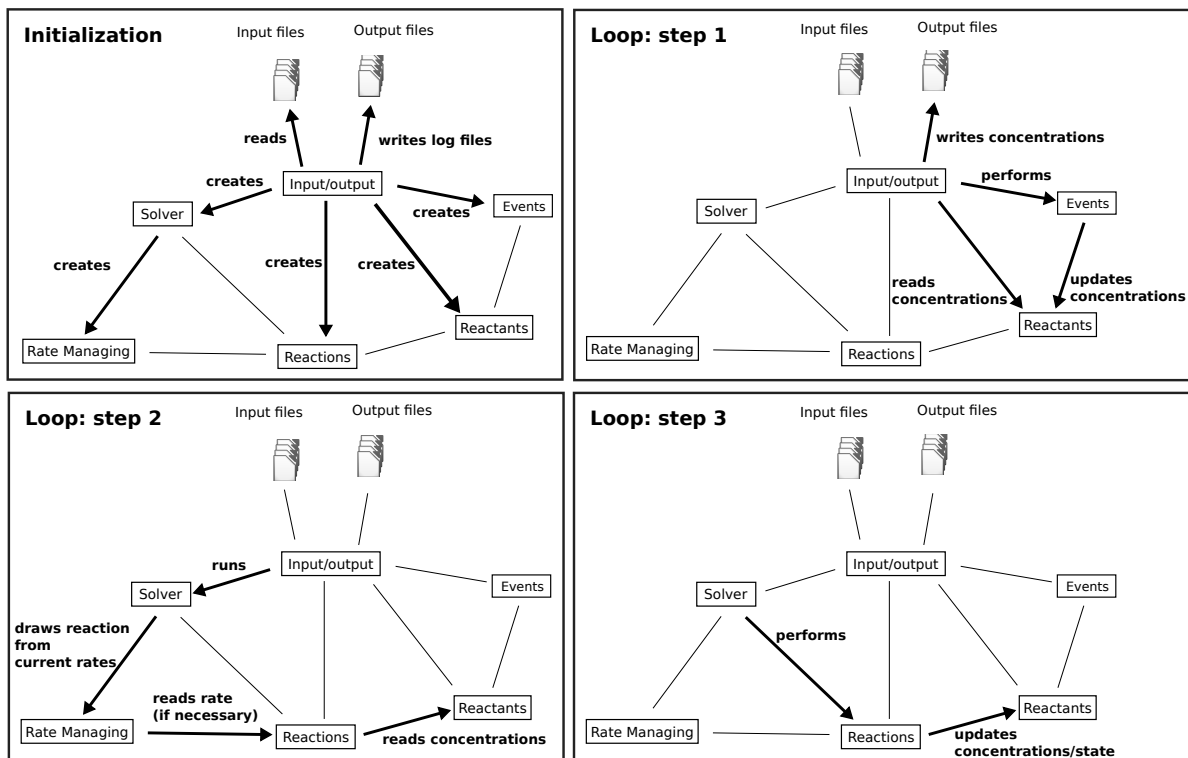 Initialization
Input files
Output files
reads
writes log files
creates
Input/output
Solver
creates
Events
creates
creates
creates
Reactants
Rate Managing
Reactions
Loop: step 1
Input files
Output files
writes concentrations
Input/output
performs
Solver
Events
reads
concentrations
updates
concentrations
Reactants
Rate Managing
Reactions
Loop: step 2
Input files
Output files
runs
Input/output
Solver
Events
draws reaction
from
current rates
reads rate
(if necessary)
Reactants
Rate Managing
Reactions
reads concentrations
Loop: step 3
Input files
Output files
Input/output
Solver
Events
performs
Reactants
Rate Managing
Reactions
updates
concentrations/state